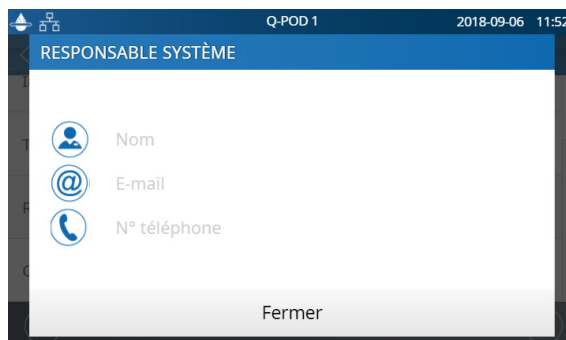 Q-POD 1 2018-09-06 11:52
RESPONSABLE SYSTÈME
Nom
E-mail
N° téléphone
Fermer